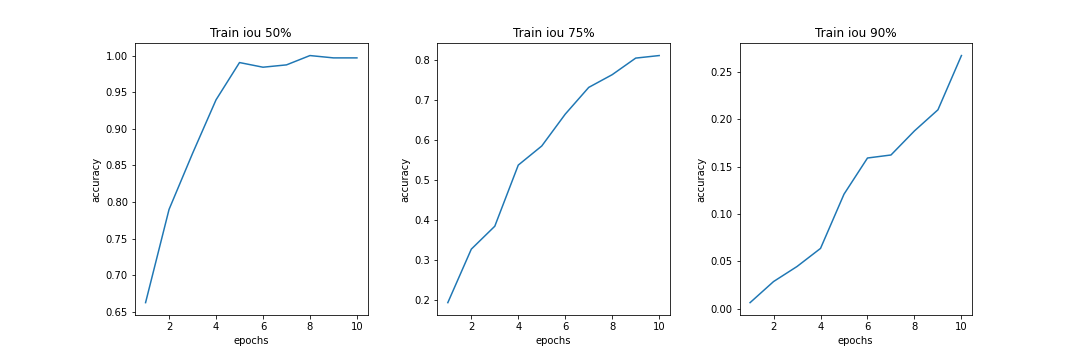 Train iou 50%
1.00
0.95
0.90
0.85
0.80
0.75
0.70
0.65
accuracy
2 4 6 8 10
epochs
Train iou 75%
0.8
0.7
0.6
0.5
0.4
0.3
0.2
accuracy
2 4 6 8 10
epochs
Train iou 90%
0.25
0.20
0.15
0.10
0.05
0.00
accuracy
2 4 6 8 10
epochs